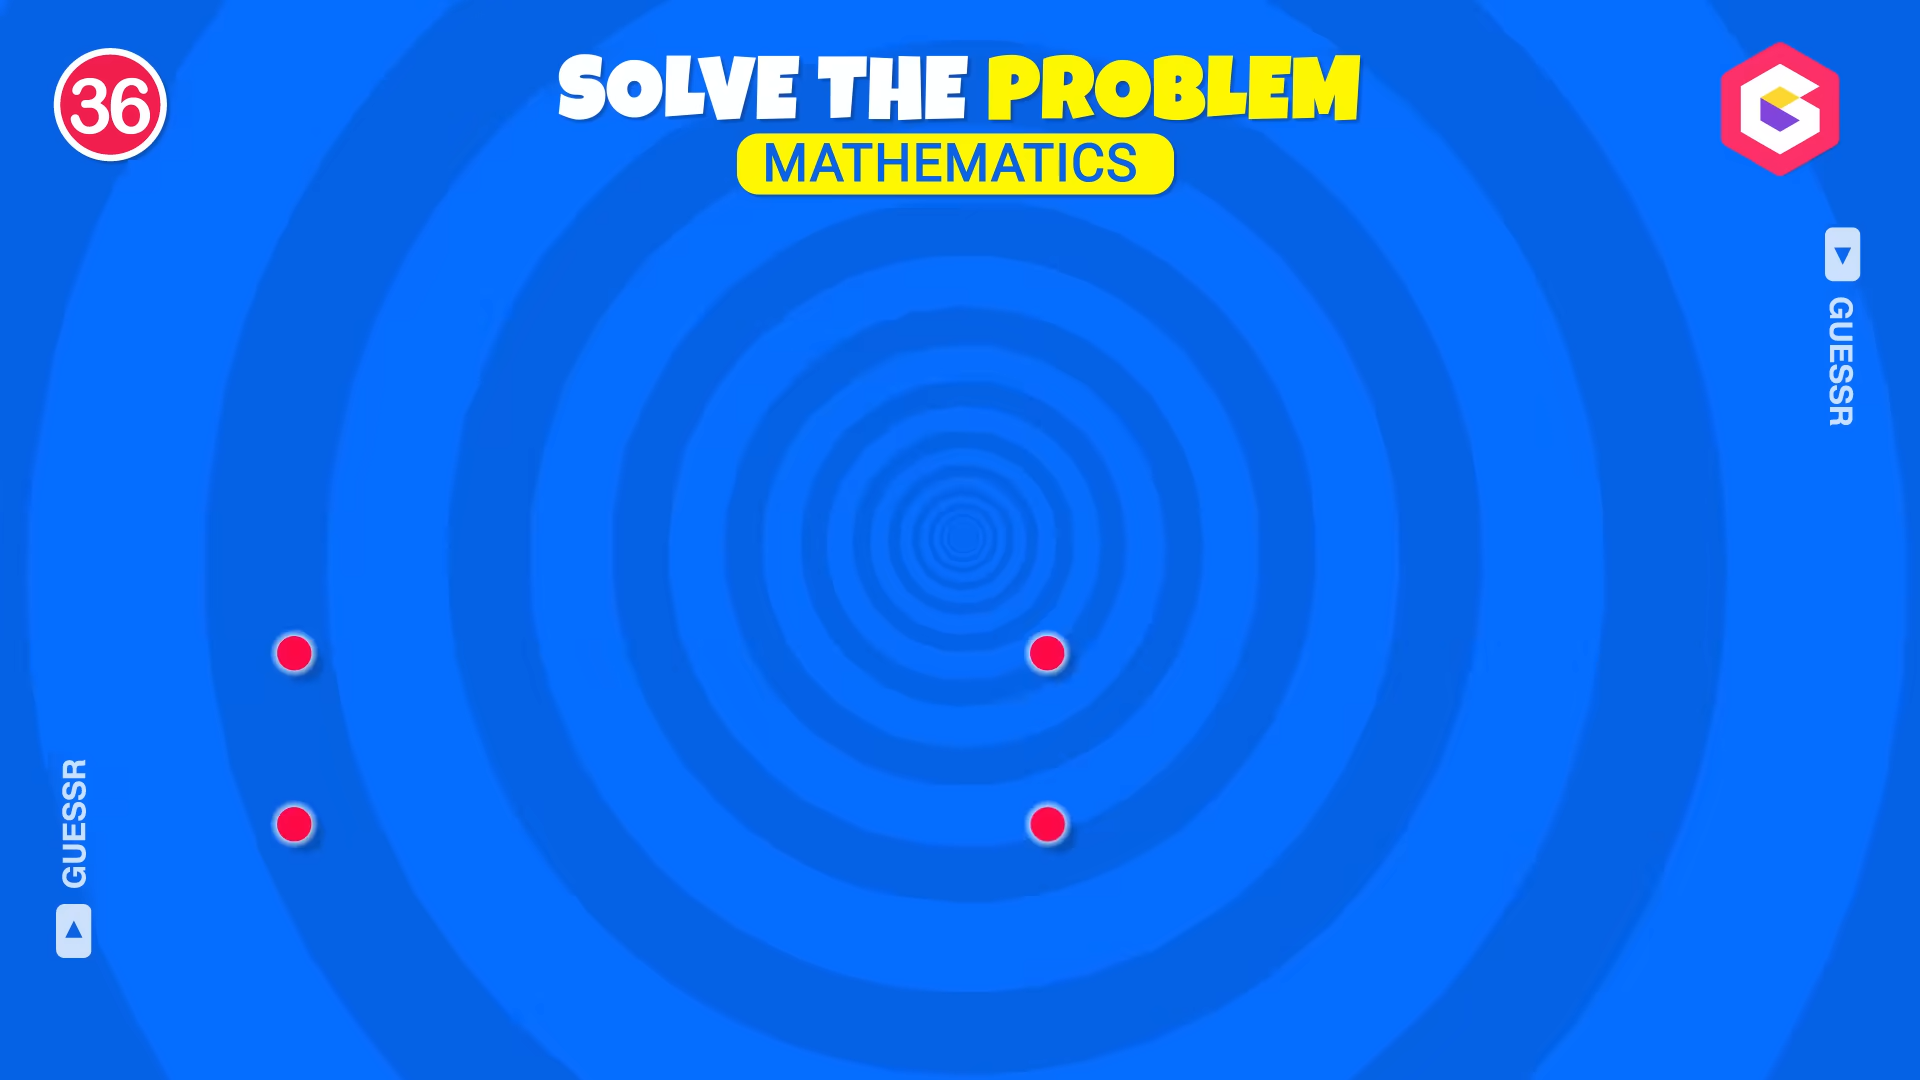 36
SOLVE THE PROBLEM
MATHEMATICS
GUESSR
GUESSR